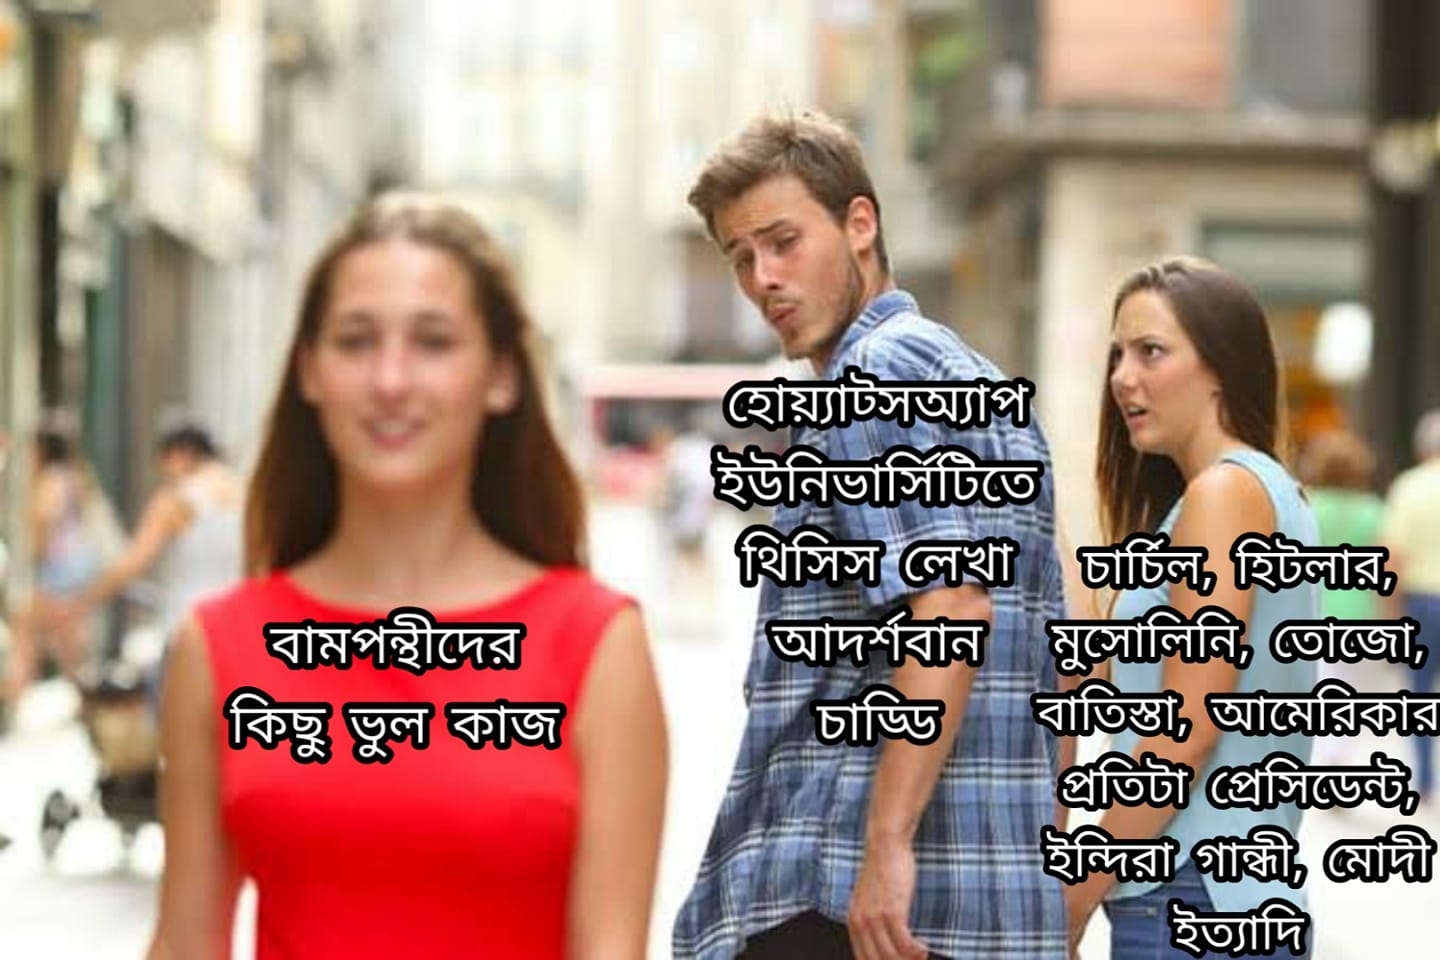 বামপন্থীদের
কিছু ভুল কাজ
হোয়্যাটসঅ্যাপ
ইউনিভার্সিটিতে
থিসিস লেখা
আদর্শবান
চাড্ডি
চার্চিল, হিটলার,
মুসোলিনি, তোজো,
বাতিস্তা, আমেরিকার
প্রতিটা প্রেসিডেন্ট,
ইন্দিরা গান্ধী, মোদী
ইত্যাদি